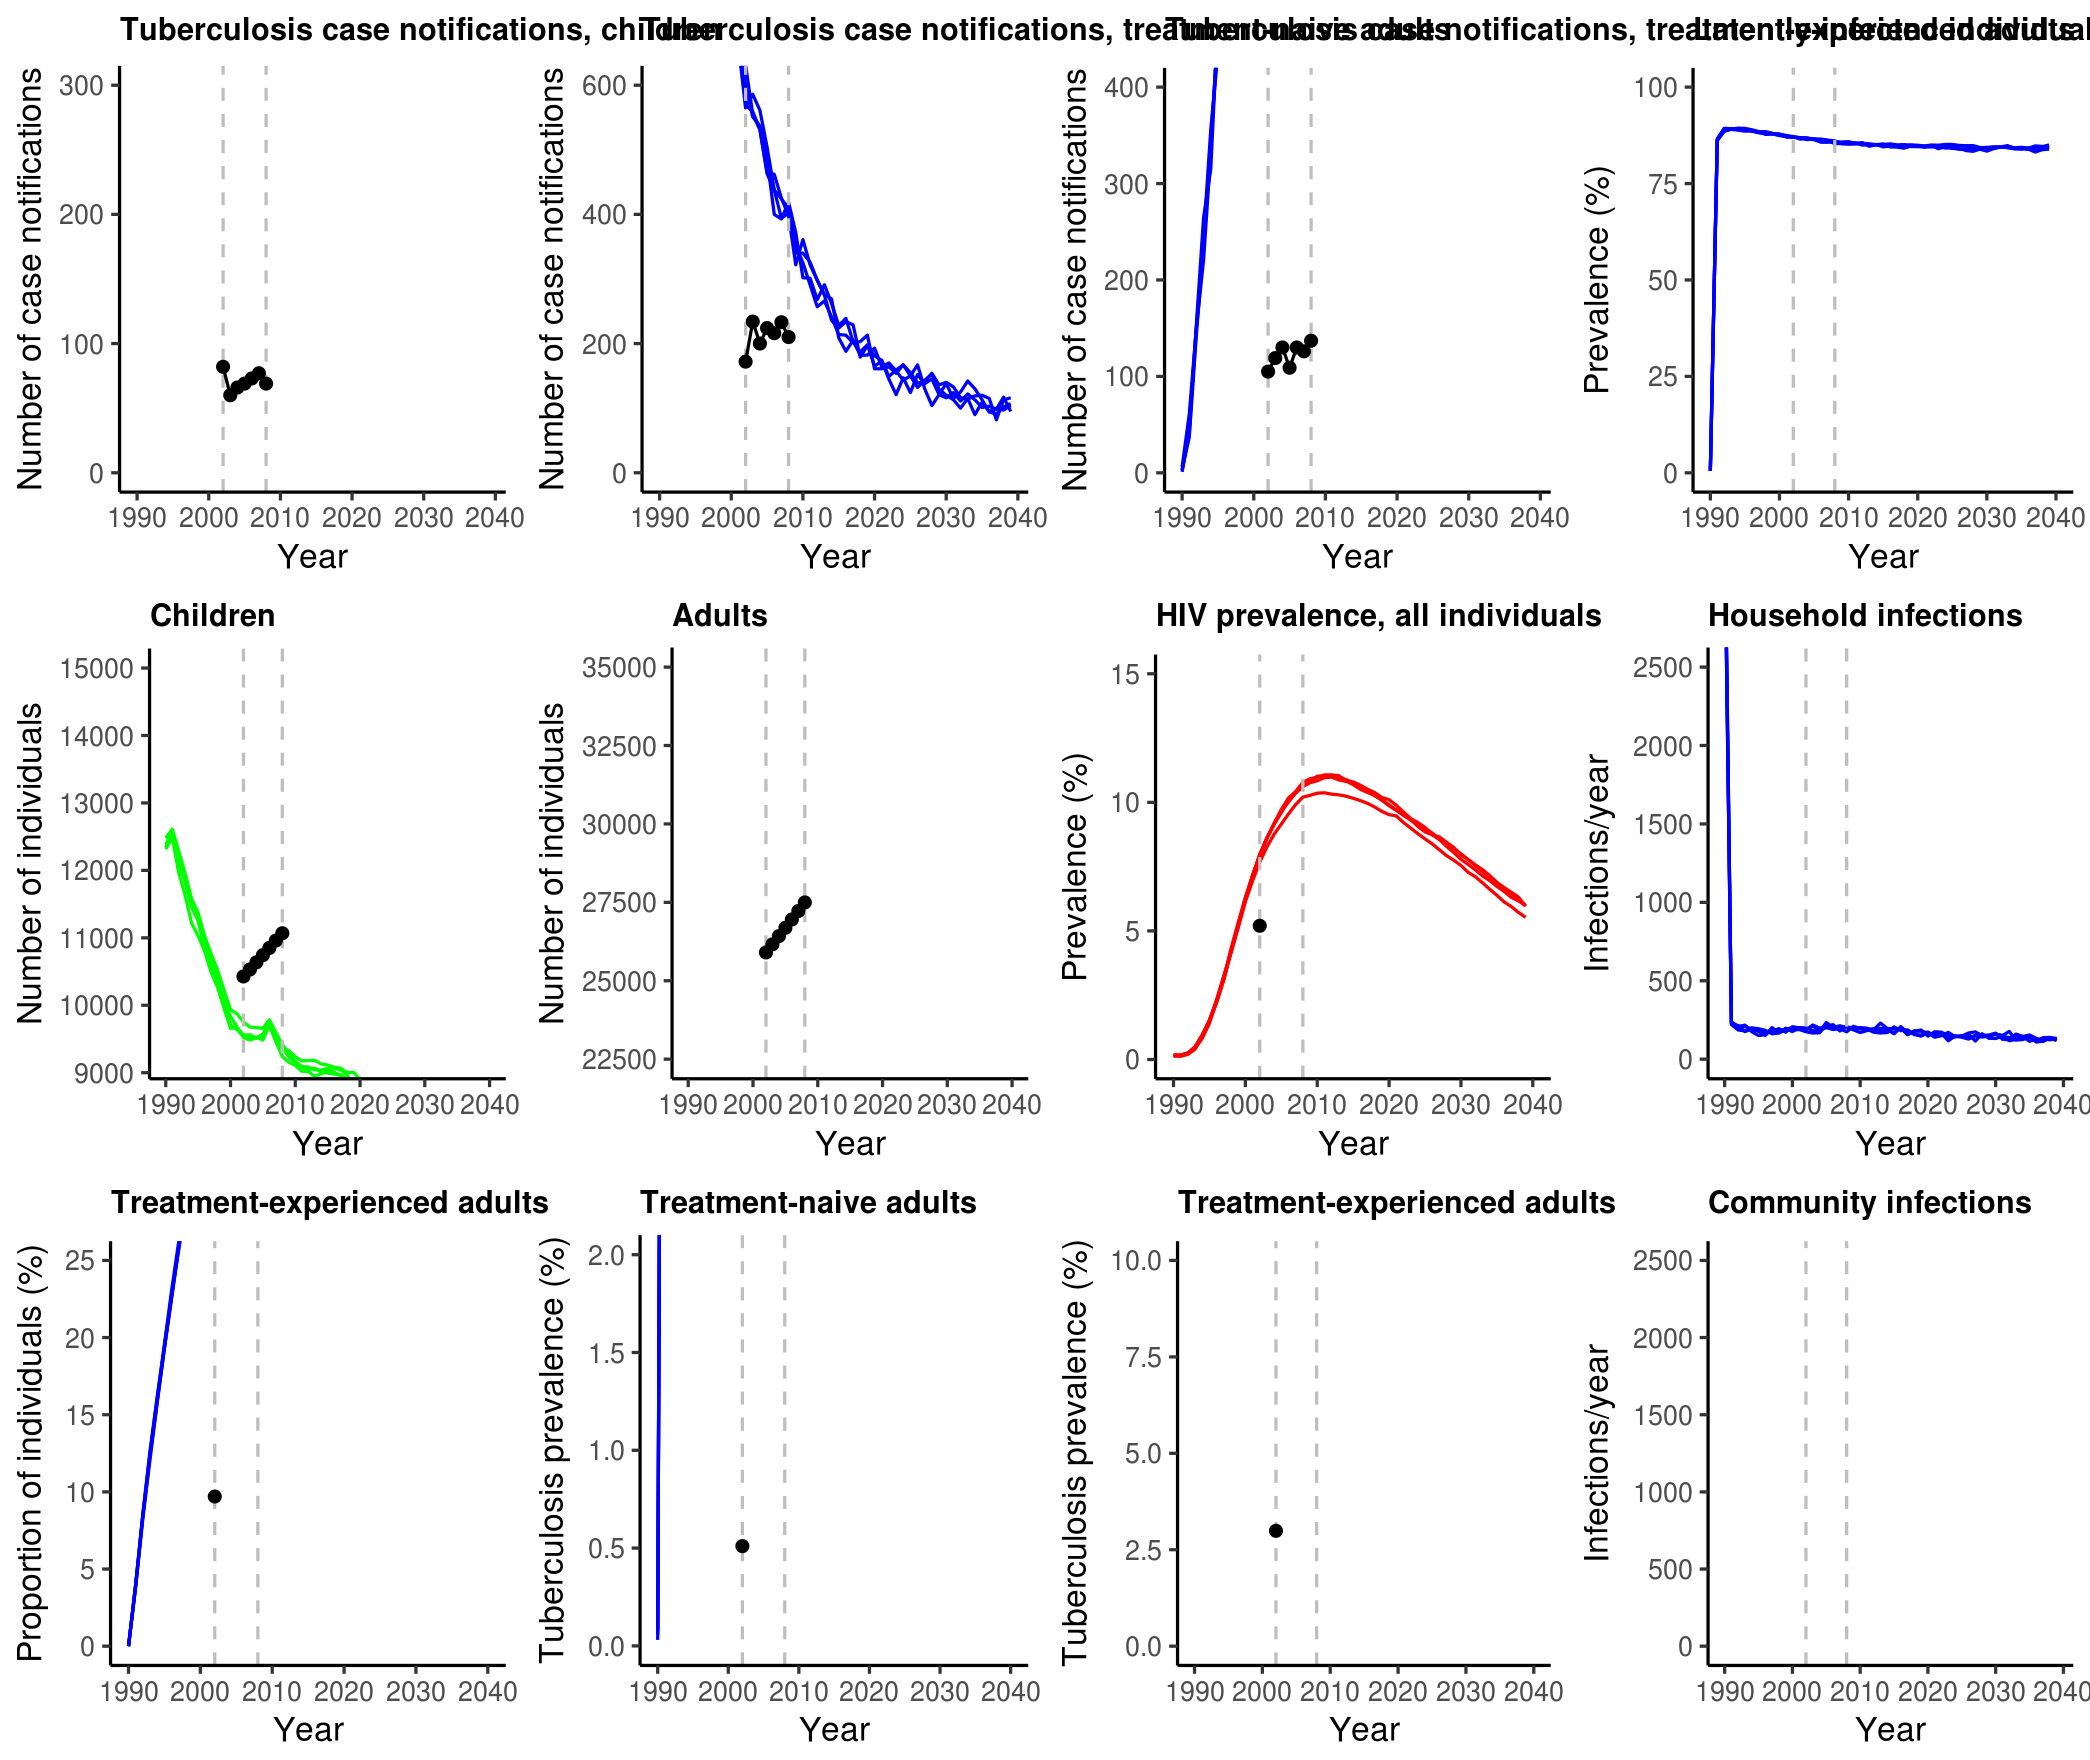 Tuberculosis case notifications, children
Tuberculosis case notifications, treatment-naive adults
Tuberculosis case notifications, treatment-experienced adults
Latently-infected individuals
Number of case notifications
300
200
100
0
1990 2000 2010 2020 2030 2040
Year
Number of case notifications
600
400
200
0
1990 2000 2010 2020 2030 2040
Year
Number of case notifications
400
300
200
100
0
1990 2000 2010 2020 2030 2040
Year
Prevalence (%)
100
75
50
25
0
1990 2000 2010 2020 2030 2040
Year
Children
Number of individuals
15000
14000
13000
12000
11000
10000
9000
1990 2000 2010 2020 2030 2040
Year
Adults
Number of individuals
35000
32500
30000
27500
25000
22500
1990 2000 2010 2020 2030 2040
Year
HIV prevalence, all individuals
Prevalence (%)
15
10
5
0
1990 2000 2010 2020 2030 2040
Year
Household infections
Infections/year
2500
2000
1500
1000
500
0
1990 2000 2010 2020 2030 2040
Year
Treatment-experienced adults
Proportion of individuals (%)
25
20
15
10
5
0
1990 2000 2010 2020 2030 2040
Year
Treatment-naive adults
Tuberculosis prevalence (%)
2.0
1.5
1.0
0.5
0.0
1990 2000 2010 2020 2030 2040
Year
Treatment-experienced adults
Tuberculosis prevalence (%)
10.0
7.5
5.0
2.5
0.0
1990 2000 2010 2020 2030 2040
Year
Community infections
Infections/year
2500
2000
1500
1000
500
0
1990 2000 2010 2020 2030 2040
Year